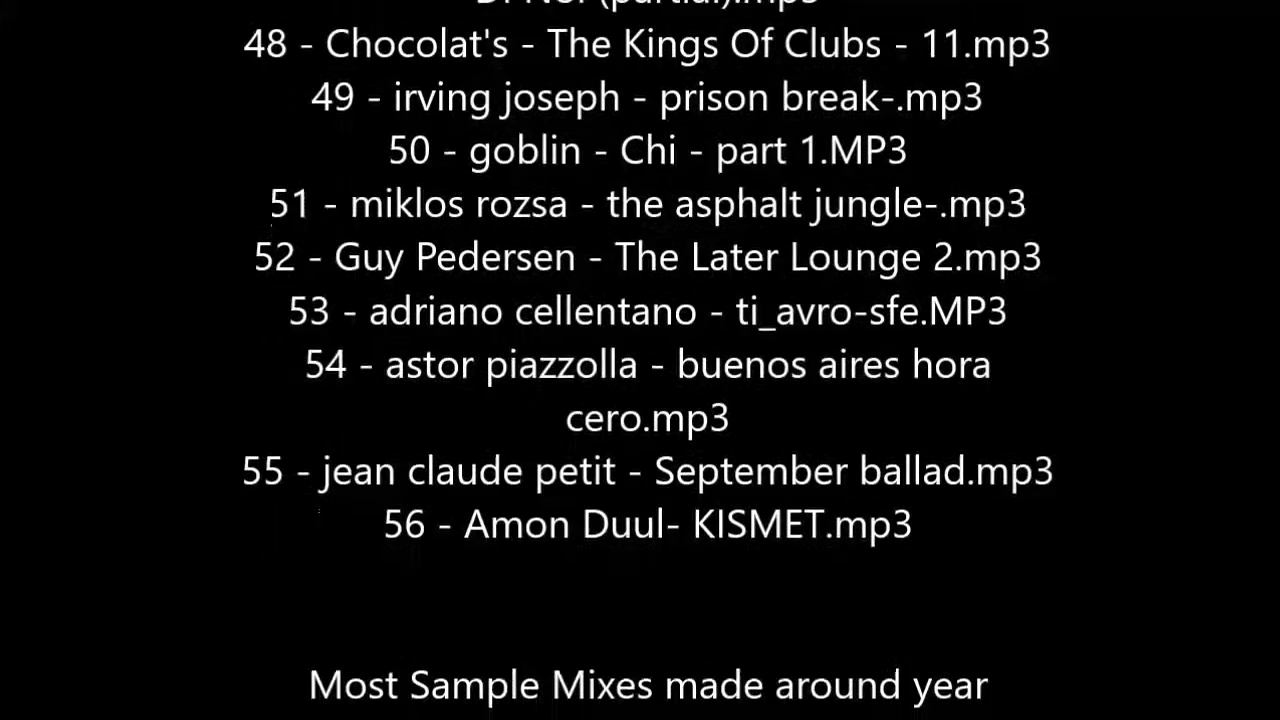 (partial).mp3
48 - Chocolat's - The Kings Of Clubs - 11.mp3
49 - irving joseph - prison break-.mp3
50 - goblin - Chi - part 1.MP3
51 - miklos rozsa - the asphalt jungle-.mp3
52 - Guy Pedersen - The Later Lounge 2.mp3
53 - adriano cellentano - ti_avro-sfe.MP3
54 - astor piazzolla - buenos aires hora
cero.mp3
55 - jean claude petit - September ballad.mp3
56 - Amon Duul- KISMET.mp3
Most Sample Mixes made around year